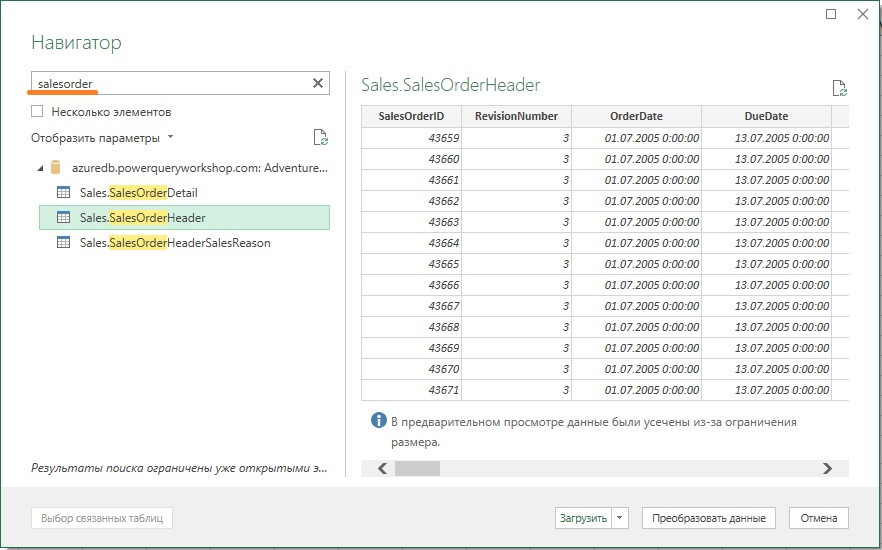 Навигатор
salesorder
Несколько элементов
Отобразить параметры
azuredb.powerqueryworkshop.com: Adventure...
Sales.SalesOrderDetail
Sales.SalesOrderHeader
Sales.SalesOrderHeaderSalesReason
Результаты поиска ограничены уже открытыми э...
Sales.SalesOrderHeader
SalesOrderID RevisionNumber OrderDate DueDate
43659 3 01.07.2005 0:00:00 13.07.2005 0:00:00
43660 3 01.07.2005 0:00:00 13.07.2005 0:00:00
43661 3 01.07.2005 0:00:00 13.07.2005 0:00:00
43662 3 01.07.2005 0:00:00 13.07.2005 0:00:00
43663 3 01.07.2005 0:00:00 13.07.2005 0:00:00
43664 3 01.07.2005 0:00:00 13.07.2005 0:00:00
43665 3 01.07.2005 0:00:00 13.07.2005 0:00:00
43666 3 01.07.2005 0:00:00 13.07.2005 0:00:00
43667 3 01.07.2005 0:00:00 13.07.2005 0:00:00
43668 3 01.07.2005 0:00:00 13.07.2005 0:00:00
43669 3 01.07.2005 0:00:00 13.07.2005 0:00:00
43670 3 01.07.2005 0:00:00 13.07.2005 0:00:00
43671 3 01.07.2005 0:00:00 13.07.2005 0:00:00
В предварительном просмотре данные были усечены из-за ограничения
размера.
Выбор связанных таблиц
Загрузить
Преобразовать данные
Отмена